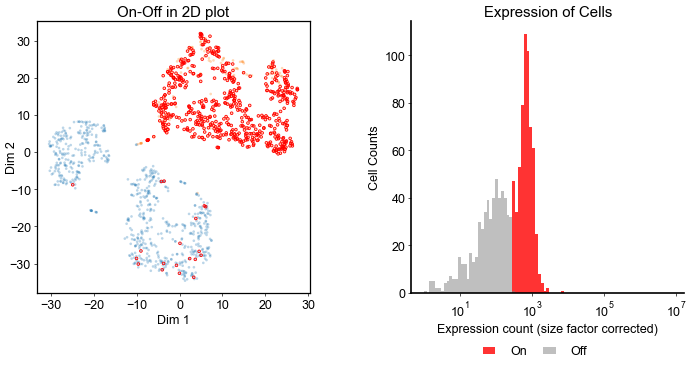 On-Off in 2D plot
30
20
10
0
−10
−20
−30
Dim 2
−30 −20 −10 0 10 20 30
Dim 1
Expression of Cells
100
80
60
40
20
0
Cell Counts
10^1 10^3 10^5 10^7
Expression count (size factor corrected)
On Off